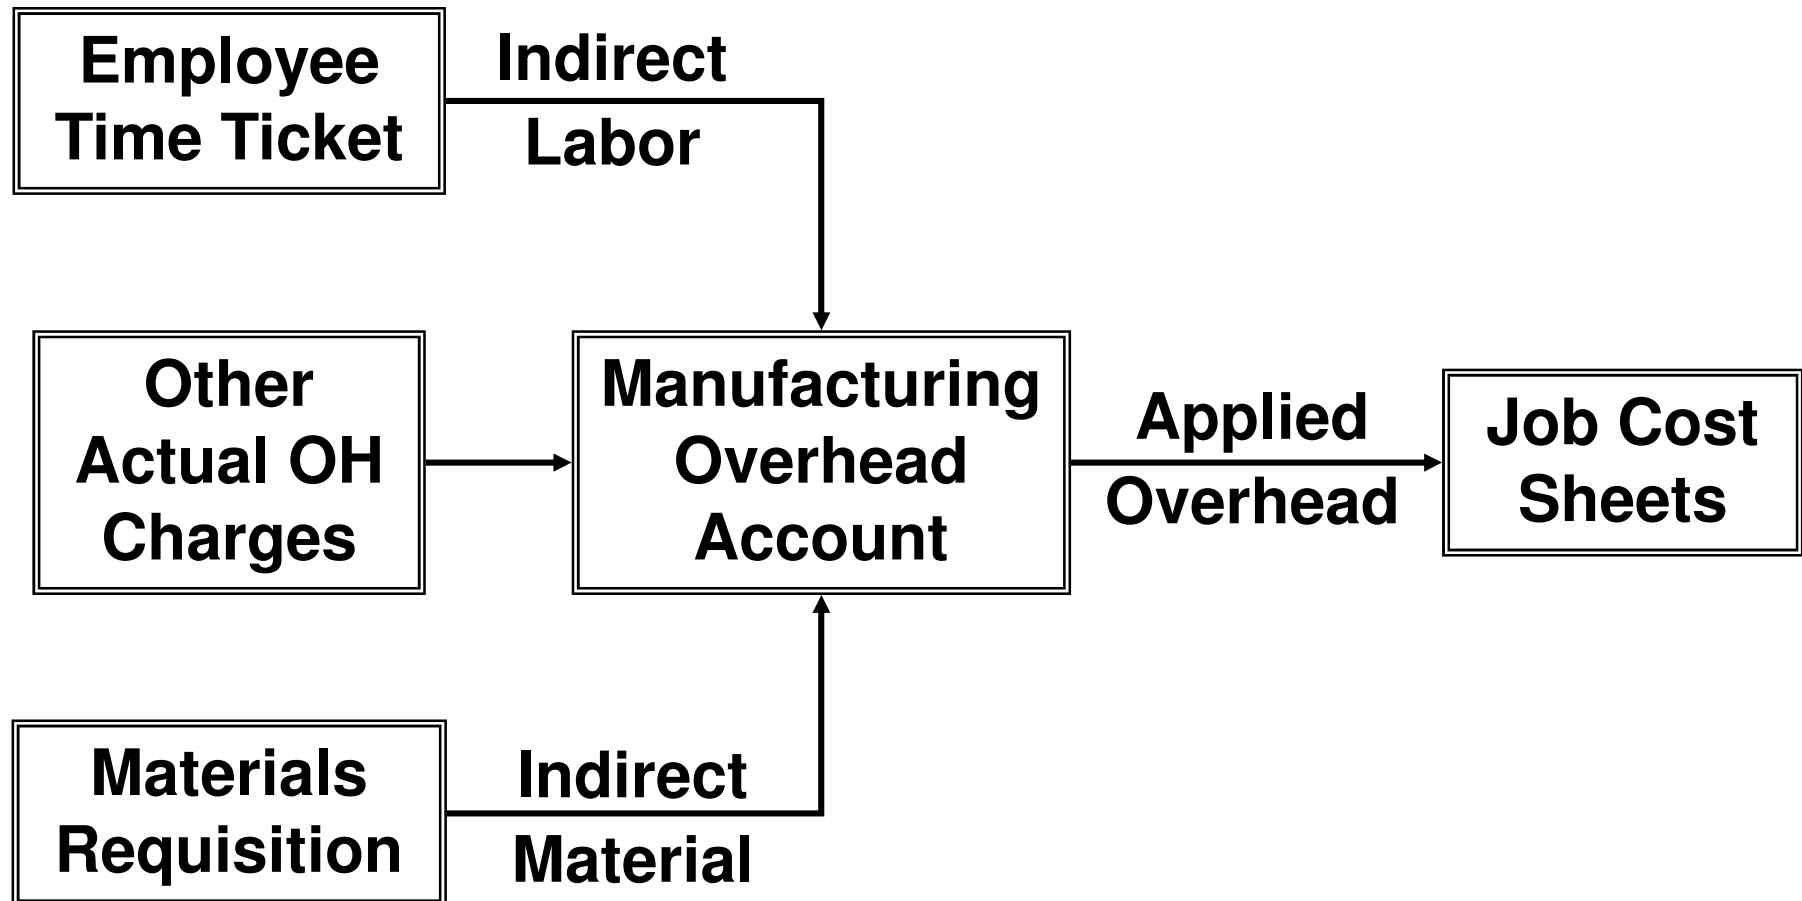 Employee
Time Ticket
Indirect
Labor
Other
Actual OH
Charges
Manufacturing
Overhead
Account
Applied
Overhead
Job Cost
Sheets
Materials
Requisition
Indirect
Material